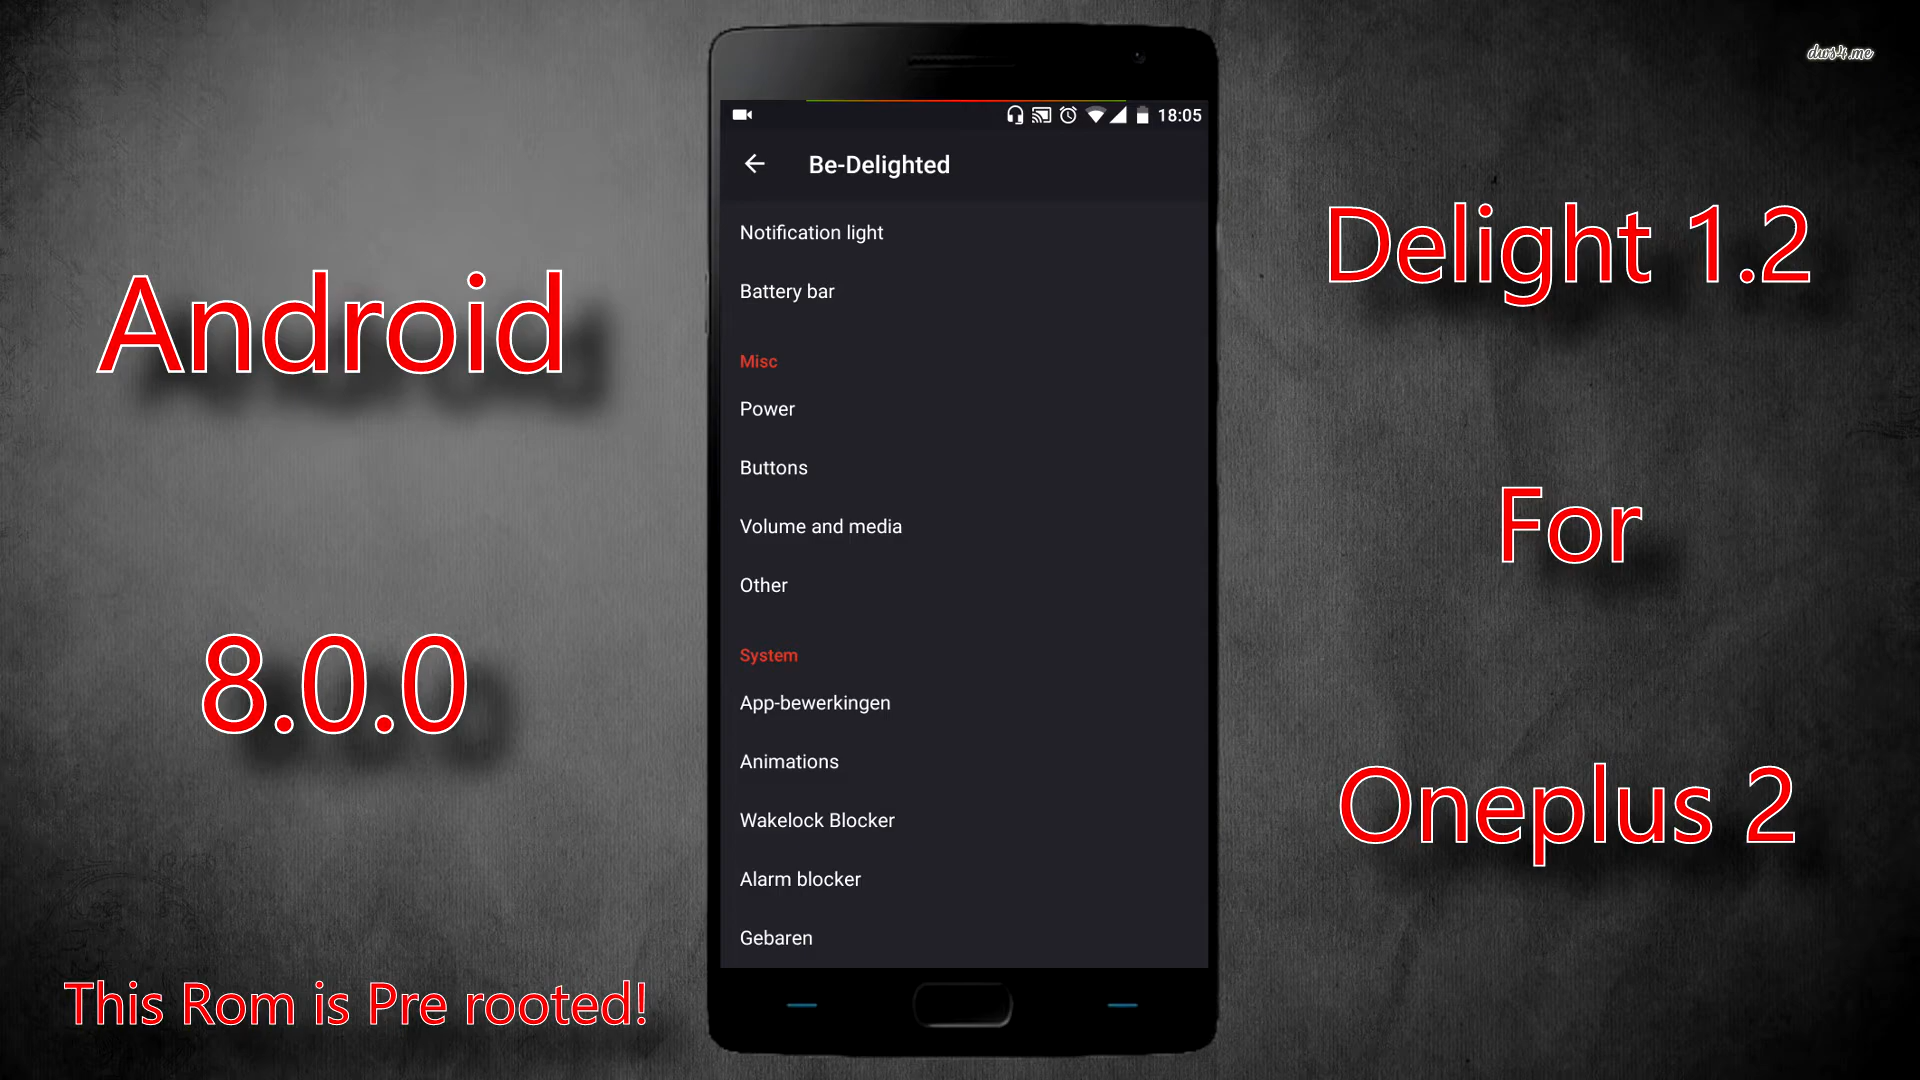 dws4.me
18:05
Be-Delighted
Notification light
Battery bar
Misc
Power
Buttons
Volume and media
Other
System
App-bewerkingen
Animations
Wakelock Blocker
Alarm blocker
Gebaren
Android
8.0.0
This Rom is Pre rooted!
Delight 1.2
For
Oneplus 2